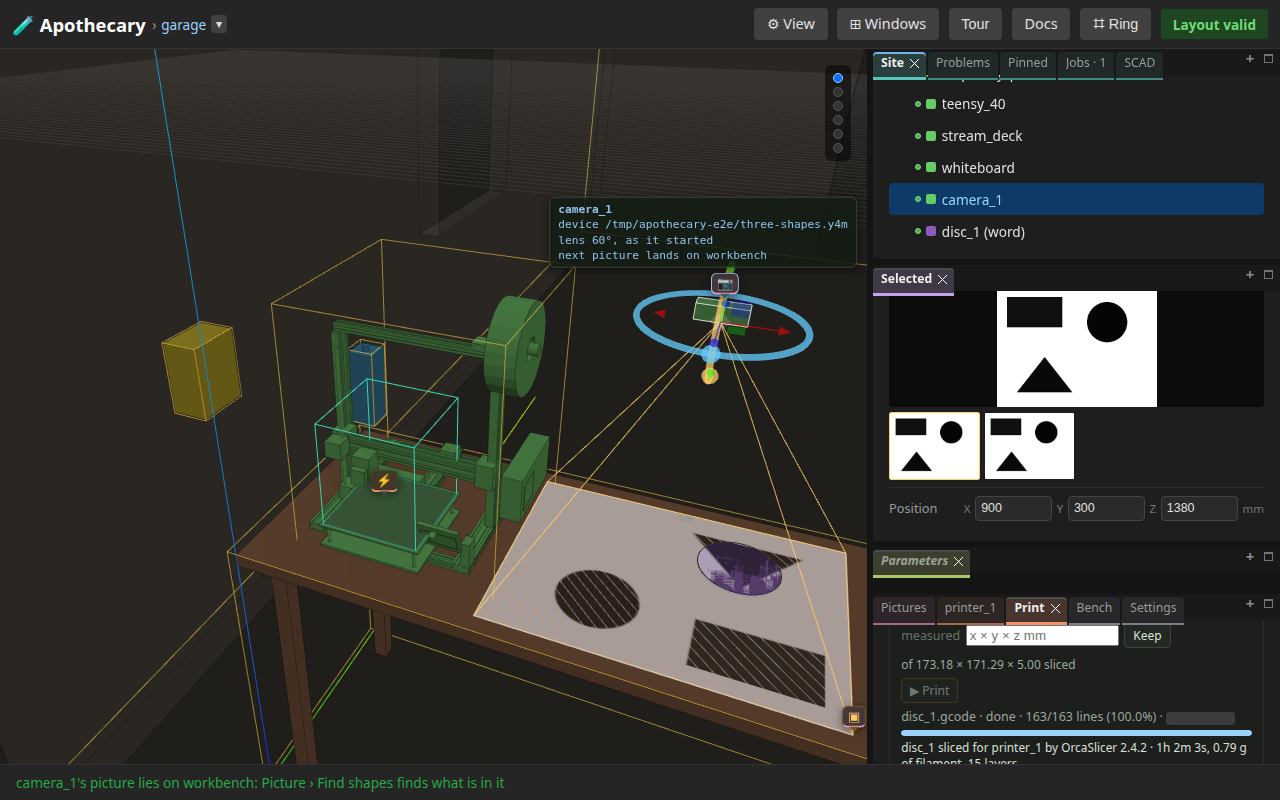 Apothecary › garage ▾
⚙ View
⊞ Windows
Tour
Docs
Ring
Layout valid
camera_1
device /tmp/apothecary-e2e/three-shapes.y4m
lens 60°, as it started
next picture lands on workbench
Site
Problems
Pinned
Jobs · 1
SCAD
teensy_40
stream_deck
whiteboard
camera_1
disc_1 (word)
Selected
Position X 900 Y 300 Z 1380 mm
Parameters
Pictures
printer_1
Print
Bench
Settings
measured x × y × z mm Keep
of 173.18 × 171.29 × 5.00 sliced
▶ Print
disc_1.gcode · done · 163/163 lines (100.0%) ·
disc_1 sliced for printer_1 by OrcaSlicer 2.4.2 · 1h 2m 3s, 0.79 g
of filament, 15 layers
camera_1's picture lies on workbench: Picture › Find shapes finds what is in it